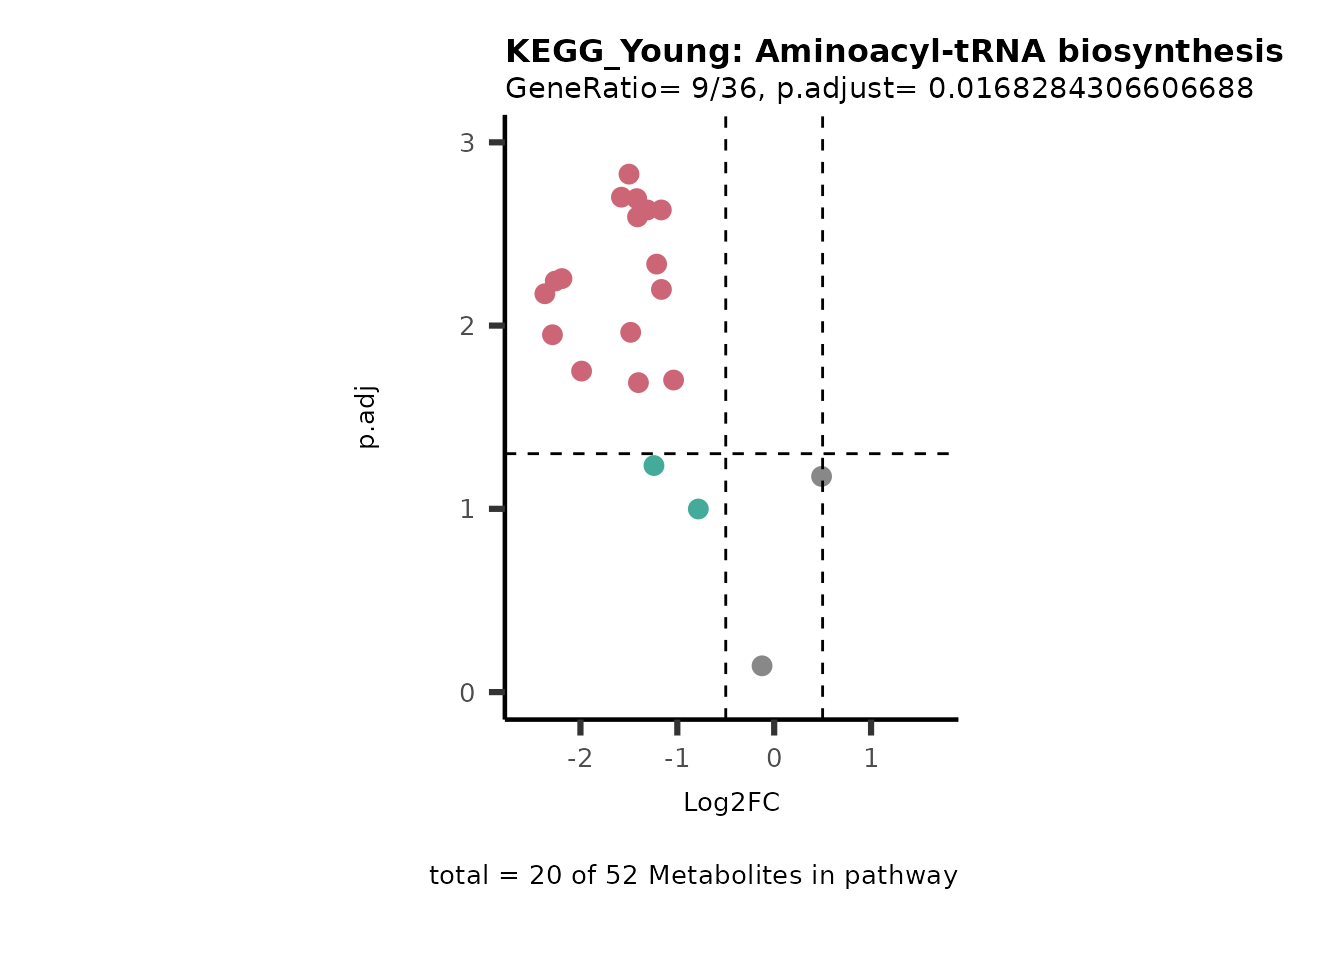 KEGG_Young: Aminoacyl-tRNA biosynthesis
GeneRatio= 9/36, p.adjust= 0.0168284306606688
3
2
1
0
p.adj
-2 -1 0 1
Log2FC
total = 20 of 52 Metabolites in pathway